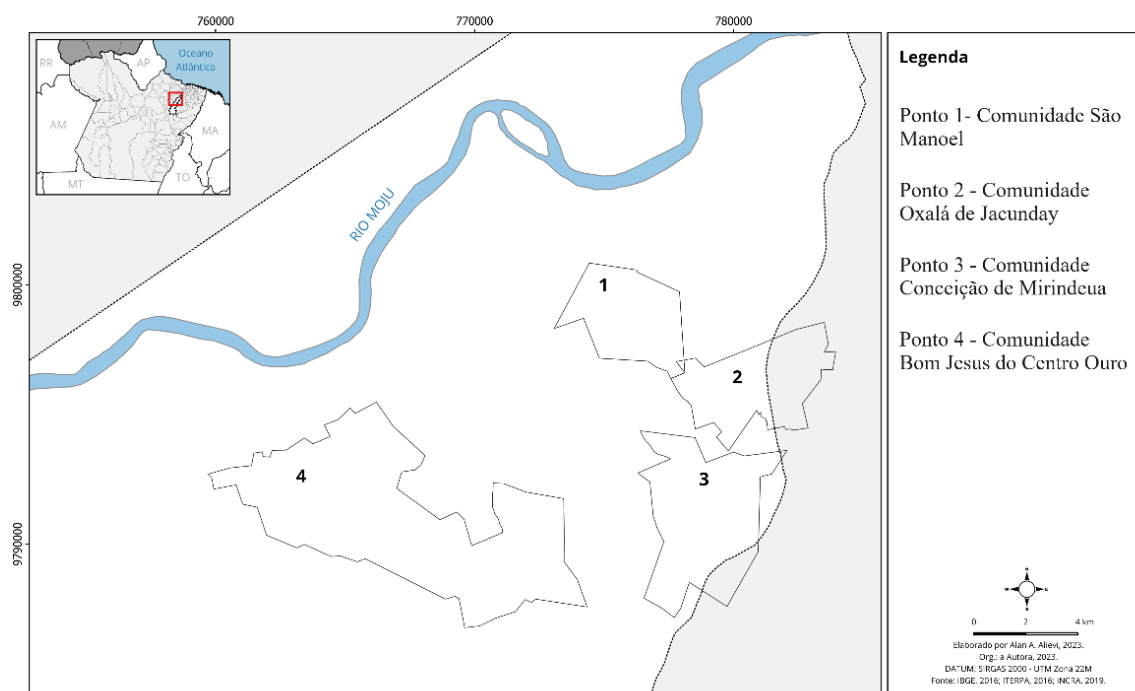 760000
770000
780000
Oceano
Atlântico
RR
AP
AM
MA
MT
TO
RIO MOJU
9800000
9790000
1
2
3
4
Legenda
Ponto 1- Comunidade São
Manoel
Ponto 2 - Comunidade
Oxalá de Jacunday
Ponto 3 - Comunidade
Conceição de Mirindeua
Ponto 4 - Comunidade
Bom Jesus do Centro Ouro
N
W
E
S
0 2 4 km
Elaborado por Alan A. Alievi, 2023.
Org.: a Autora, 2023.
DATUM: SIRGAS 2000 - UTM Zona 22M
Fonte: IBGE, 2016; ITERPA, 2016; INCRA, 2019.